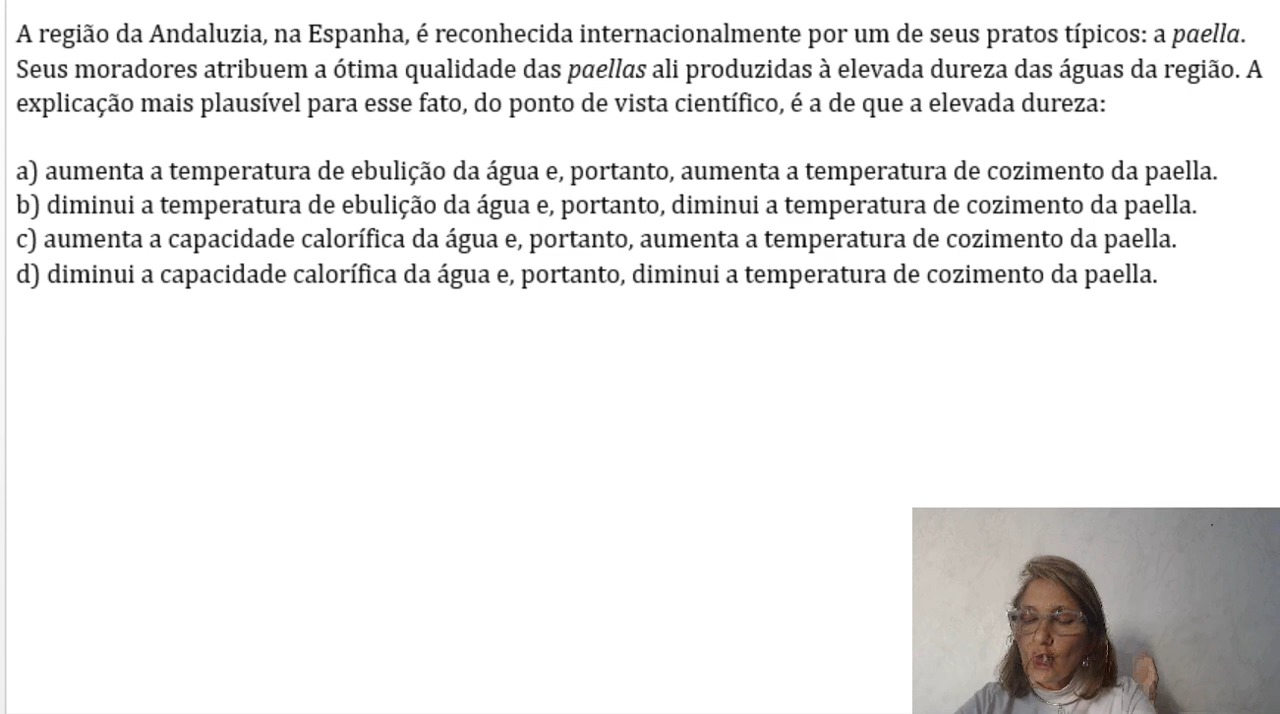 A região da Andaluzia, na Espanha, é reconhecida internacionalmente por um de seus pratos típicos: a paella.
Seus moradores atribuem a ótima qualidade das paellas ali produzidas à elevada dureza das águas da região. A
explicação mais plausível para esse fato, do ponto de vista científico, é a de que a elevada dureza:
a) aumenta a temperatura de ebulição da água e, portanto, aumenta a temperatura de cozimento da paella.
b) diminui a temperatura de ebulição da água e, portanto, diminui a temperatura de cozimento da paella.
c) aumenta a capacidade calorífica da água e, portanto, aumenta a temperatura de cozimento da paella.
d) diminui a capacidade calorífica da água e, portanto, diminui a temperatura de cozimento da paella.